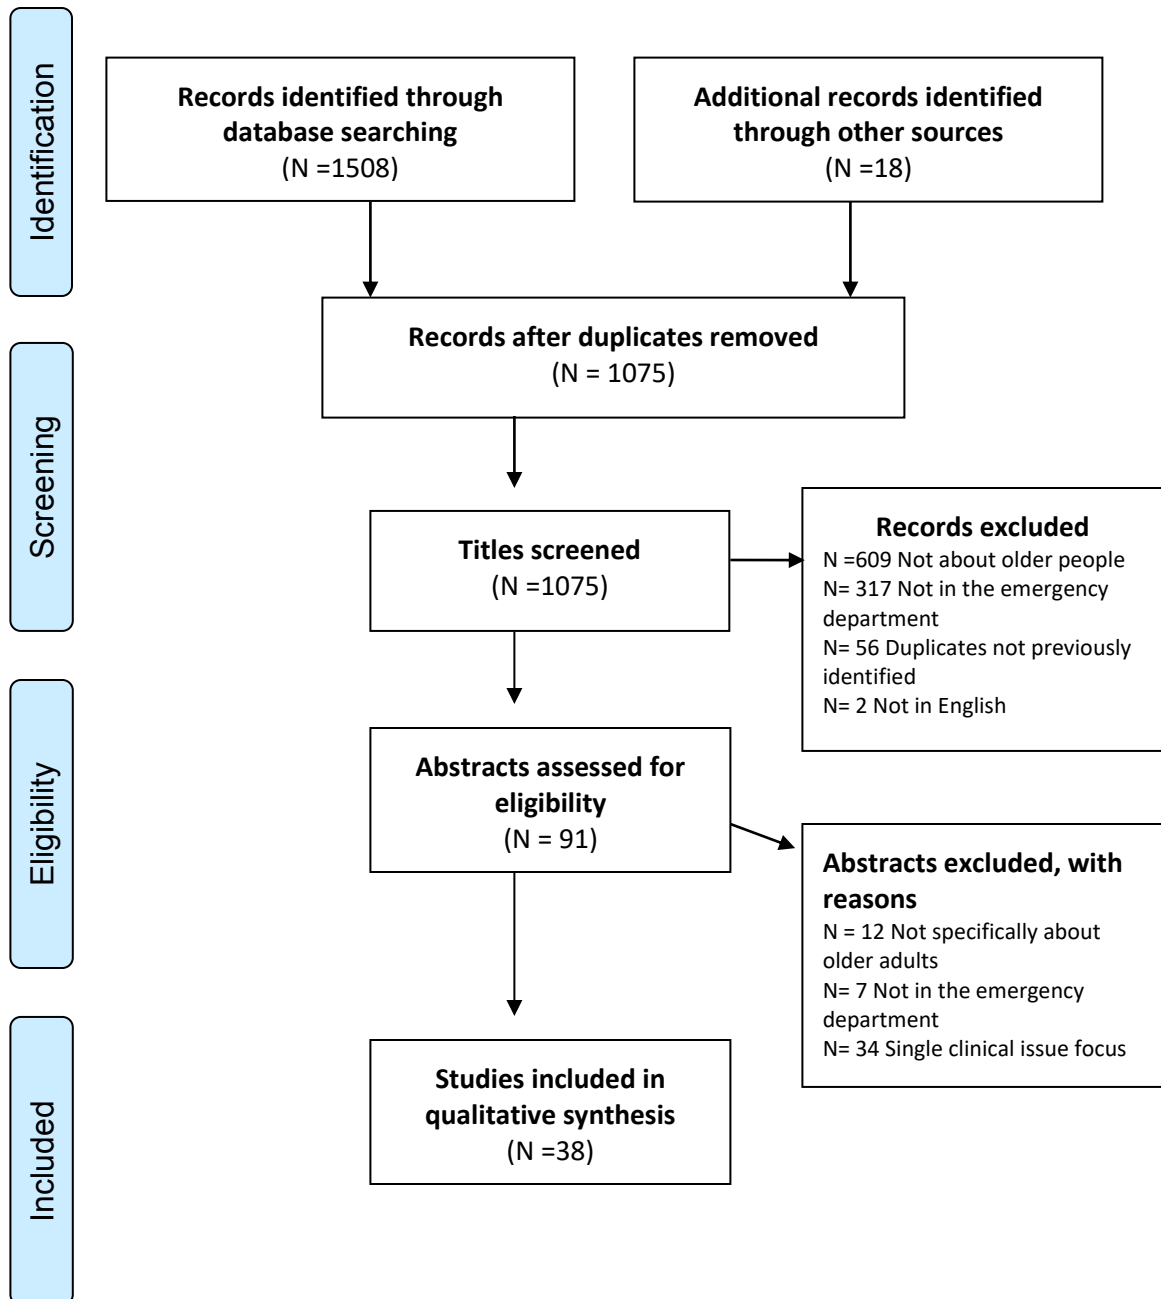 Identification
Records identified through
database searching
(N =1508)
Additional records identified
through other sources
(N =18)
Records after duplicates removed
(N = 1075)
Screening
Titles screened
(N =1075)
Records excluded
N =609 Not about older people
N= 317 Not in the emergency
department
N= 56 Duplicates not previously
identified
N= 2 Not in English
Eligibility
Abstracts assessed for
eligibility
(N = 91)
Abstracts excluded, with
reasons
N = 12 Not specifically about
older adults
N= 7 Not in the emergency
department
N= 34 Single clinical issue focus
Included
Studies included in
qualitative synthesis
(N =38)